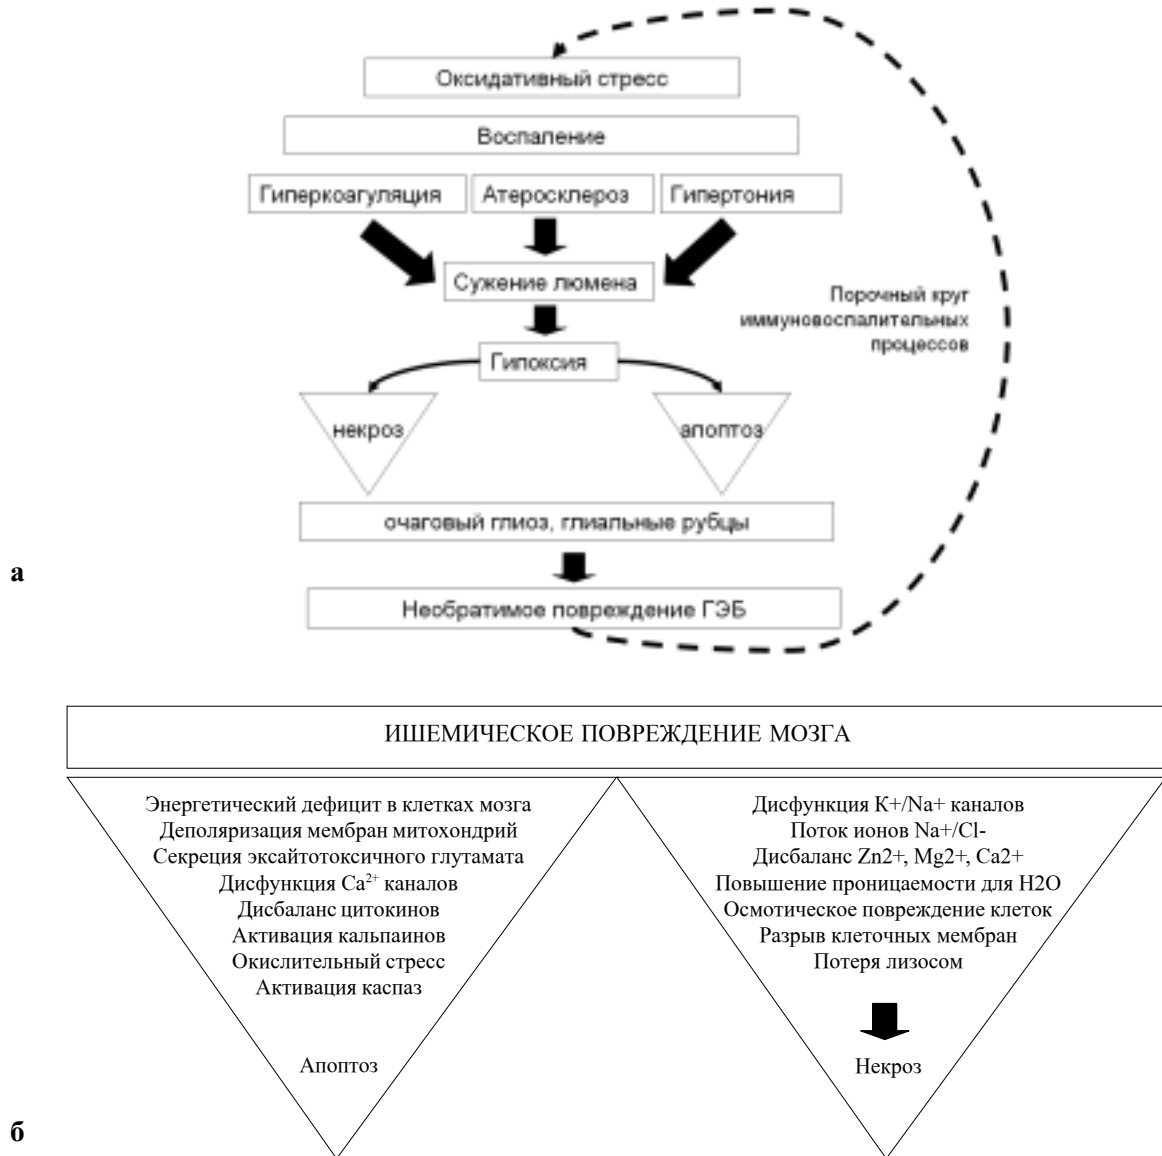 Оксидативный стресс
Воспаление
Гиперкоагуляция
Атеросклероз
Гипертония
Сужение люмена
Порочный круг
иммуновоспалительных
процессов
Гипоксия
некроз
апоптоз
очаговый глиоз, глиальные рубцы
а
Необратимое повреждение ГЭБ
ИШЕМИЧЕСКОЕ ПОВРЕЖДЕНИЕ МОЗГА
Энергетический дефицит в клетках мозга
Деполяризация мембран митохондрий
Секреция эксайтотоксичного глутамата
Дисфункция Ca²⁺ каналов
Дисбаланс цитокинов
Активация кальпаинов
Окислительный стресс
Активация каспаз
Апоптоз
Дисфункция K+/Na+ каналов
Поток ионов Na+/Cl-
Дисбаланс Zn2+, Mg2+, Ca2+
Повышение проницаемости для H2O
Осмотическое повреждение клеток
Разрыв клеточных мембран
Потеря лизосом
Некроз
б